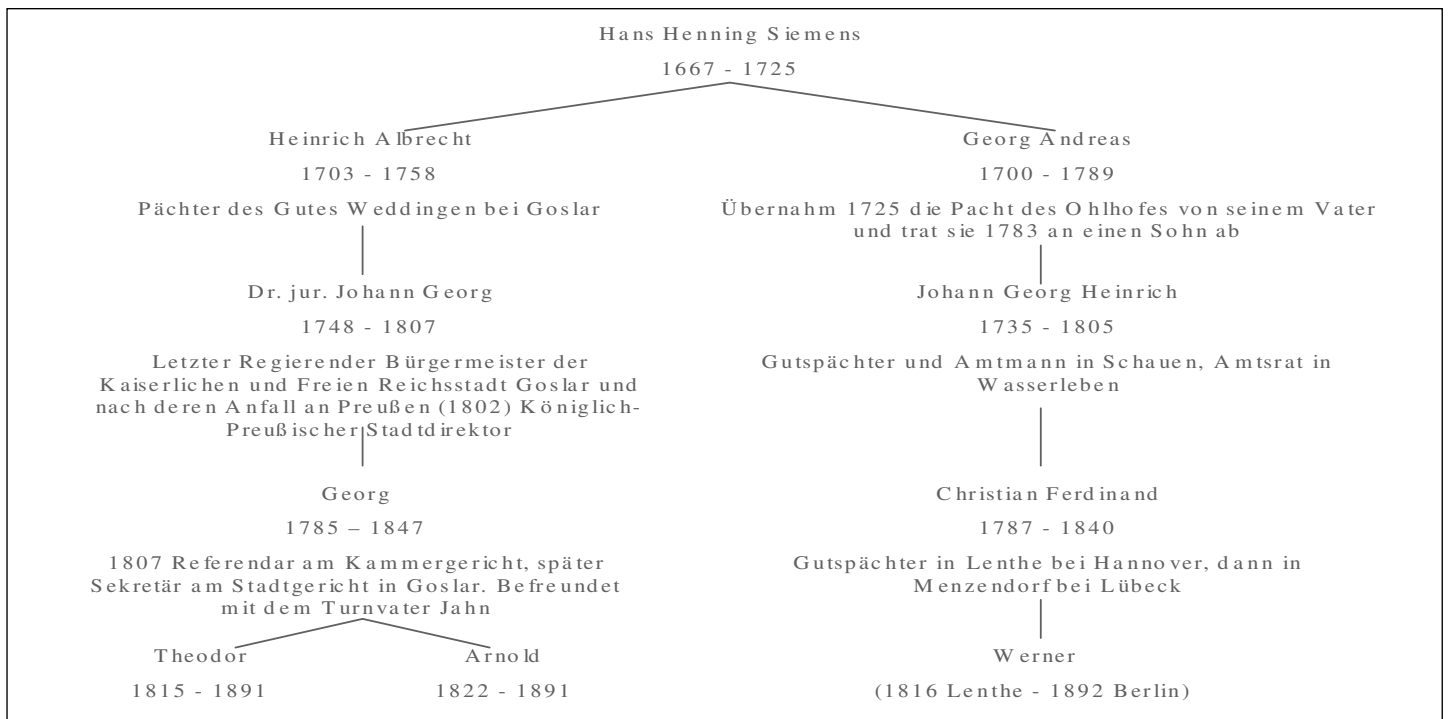 Hans Henning Siemens
1667 - 1725
Heinrich Albrecht
1703 - 1758
Pächter des Gutes Weddingen bei Goslar
Georg Andreas
1700 - 1789
Übernahm 1725 die Pacht des Ohlhofes von seinem Vater
und trat sie 1783 an einen Sohn ab
Dr. jur. Johann Georg
1748 - 1807
Letzter Regierender Bürgermeister der
Kaiserlichen und Freien Reichsstadt Goslar und
nach deren Anfall an Preußen (1802) Königlich-
Preußischer Stadtdirektor
Johann Georg Heinrich
1735 - 1805
Gutspächter und Amtmann in Schauen, Amtsrat in
Wasserleben
Georg
1785 – 1847
1807 Referendar am Kammergericht, später
Sekretär am Stadtgericht in Goslar. Befreundet
mit dem Turnvater Jahn
Christian Ferdinand
1787 - 1840
Gutspächter in Lenthe bei Hannover, dann in
Menzendorf bei Lübeck
Theodor
1815 - 1891
Arnold
1822 - 1891
Werner
(1816 Lenthe - 1892 Berlin)